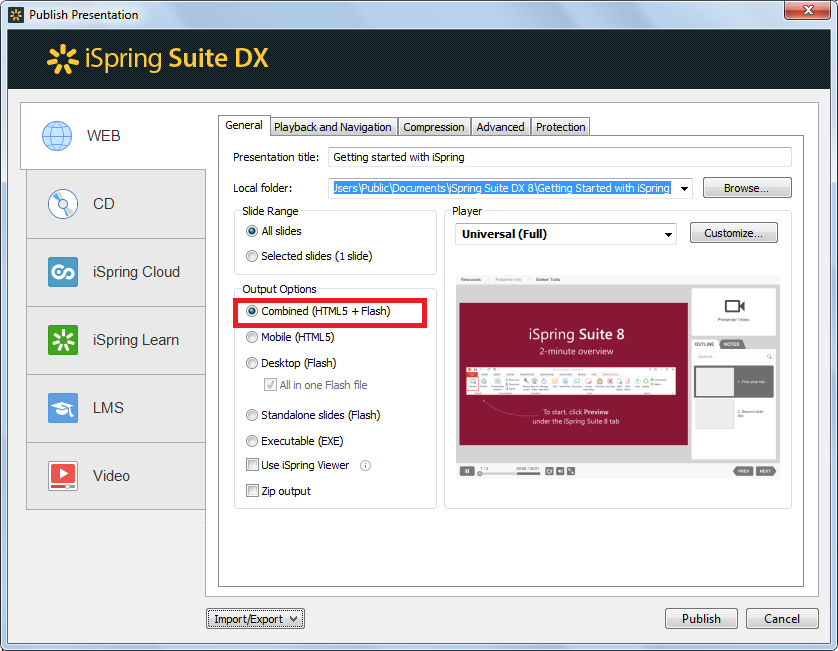 Publish Presentation
iSpring Suite DX
WEB
CD
iSpring Cloud
iSpring Learn
LMS
Video
General
Playback and Navigation
Compression
Advanced
Protection
Presentation title: Getting started with iSpring
Local folder: Jsers\Public\Documents\iSpring Suite DX 8\Getting Started with iSpring
Browse...
Slide Range
All slides
Selected slides (1 slide)
Output Options
Combined (HTML5 + Flash)
Mobile (HTML5)
Desktop (Flash)
All in one Flash file
Standalone slides (Flash)
Executable (EXE)
Use iSpring Viewer
Zip output
Player
Universal (Full)
Customize...
Resources
Presenter Info
Marker Tools
iSpring Suite 8
2-minute overview
To start, click Preview
under the iSpring Suite 8 tab
Presenter Video
OUTLINE
NOTES
Search...
1. First slide title
2. Second slide
title
1 / 3
PREV
NEXT
Import/Export
Publish
Cancel